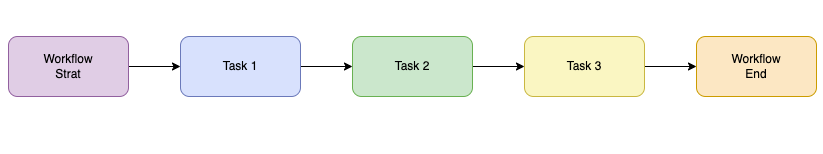 Workflow
Strat
Task 1
Task 2
Task 3
Workflow
End